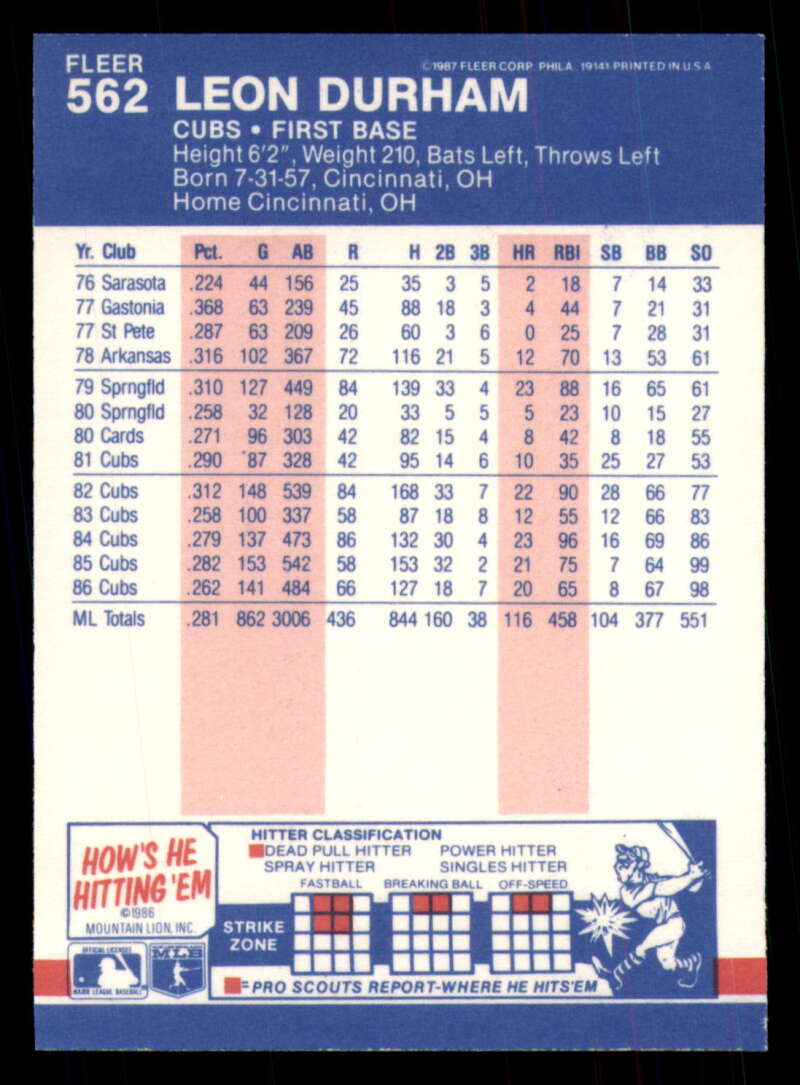 FLEER
©1987 FLEER CORP. PHILA. 19141 PRINTED IN U.S.A
562 LEON DURHAM
CUBS • FIRST BASE
Height 6'2", Weight 210, Bats Left, Throws Left
Born 7-31-57, Cincinnati, OH
Home Cincinnati, OH
Yr. Club Pct. G AB R H 2B 3B HR RBI SB BB SO
76 Sarasota .224 44 156 25 35 3 5 2 18 7 14 33
77 Gastonia .368 63 239 45 88 18 3 4 44 7 21 31
77 St Pete .287 63 209 26 60 3 6 0 25 7 28 31
78 Arkansas .316 102 367 72 116 21 5 12 70 13 53 61
79 Sprngfld .310 127 449 84 139 33 4 23 88 16 65 61
80 Sprngfld .258 32 128 20 33 5 5 5 23 10 15 27
80 Cards .271 96 303 42 82 15 4 8 42 8 18 55
81 Cubs .290 87 328 42 95 14 6 10 35 25 27 53
82 Cubs .312 148 539 84 168 33 7 22 90 28 66 77
83 Cubs .258 100 337 58 87 18 8 12 55 12 66 83
84 Cubs .279 137 473 86 132 30 4 23 96 16 69 86
85 Cubs .282 153 542 58 153 32 2 21 75 7 64 99
86 Cubs .262 141 484 66 127 18 7 20 65 8 67 98
ML Totals .281 862 3006 436 844 160 38 116 458 104 377 551
HOW'S HE
HITTING 'EM
©1986
MOUNTAIN LION, INC.
OFFICIAL LICENSEE
MAJOR LEAGUE BASEBALL
MLB
HITTER CLASSIFICATION
DEAD PULL HITTER POWER HITTER
SPRAY HITTER SINGLES HITTER
FASTBALL BREAKING BALL OFF-SPEED
STRIKE
ZONE
=PRO SCOUTS REPORT-WHERE HE HITS'EM